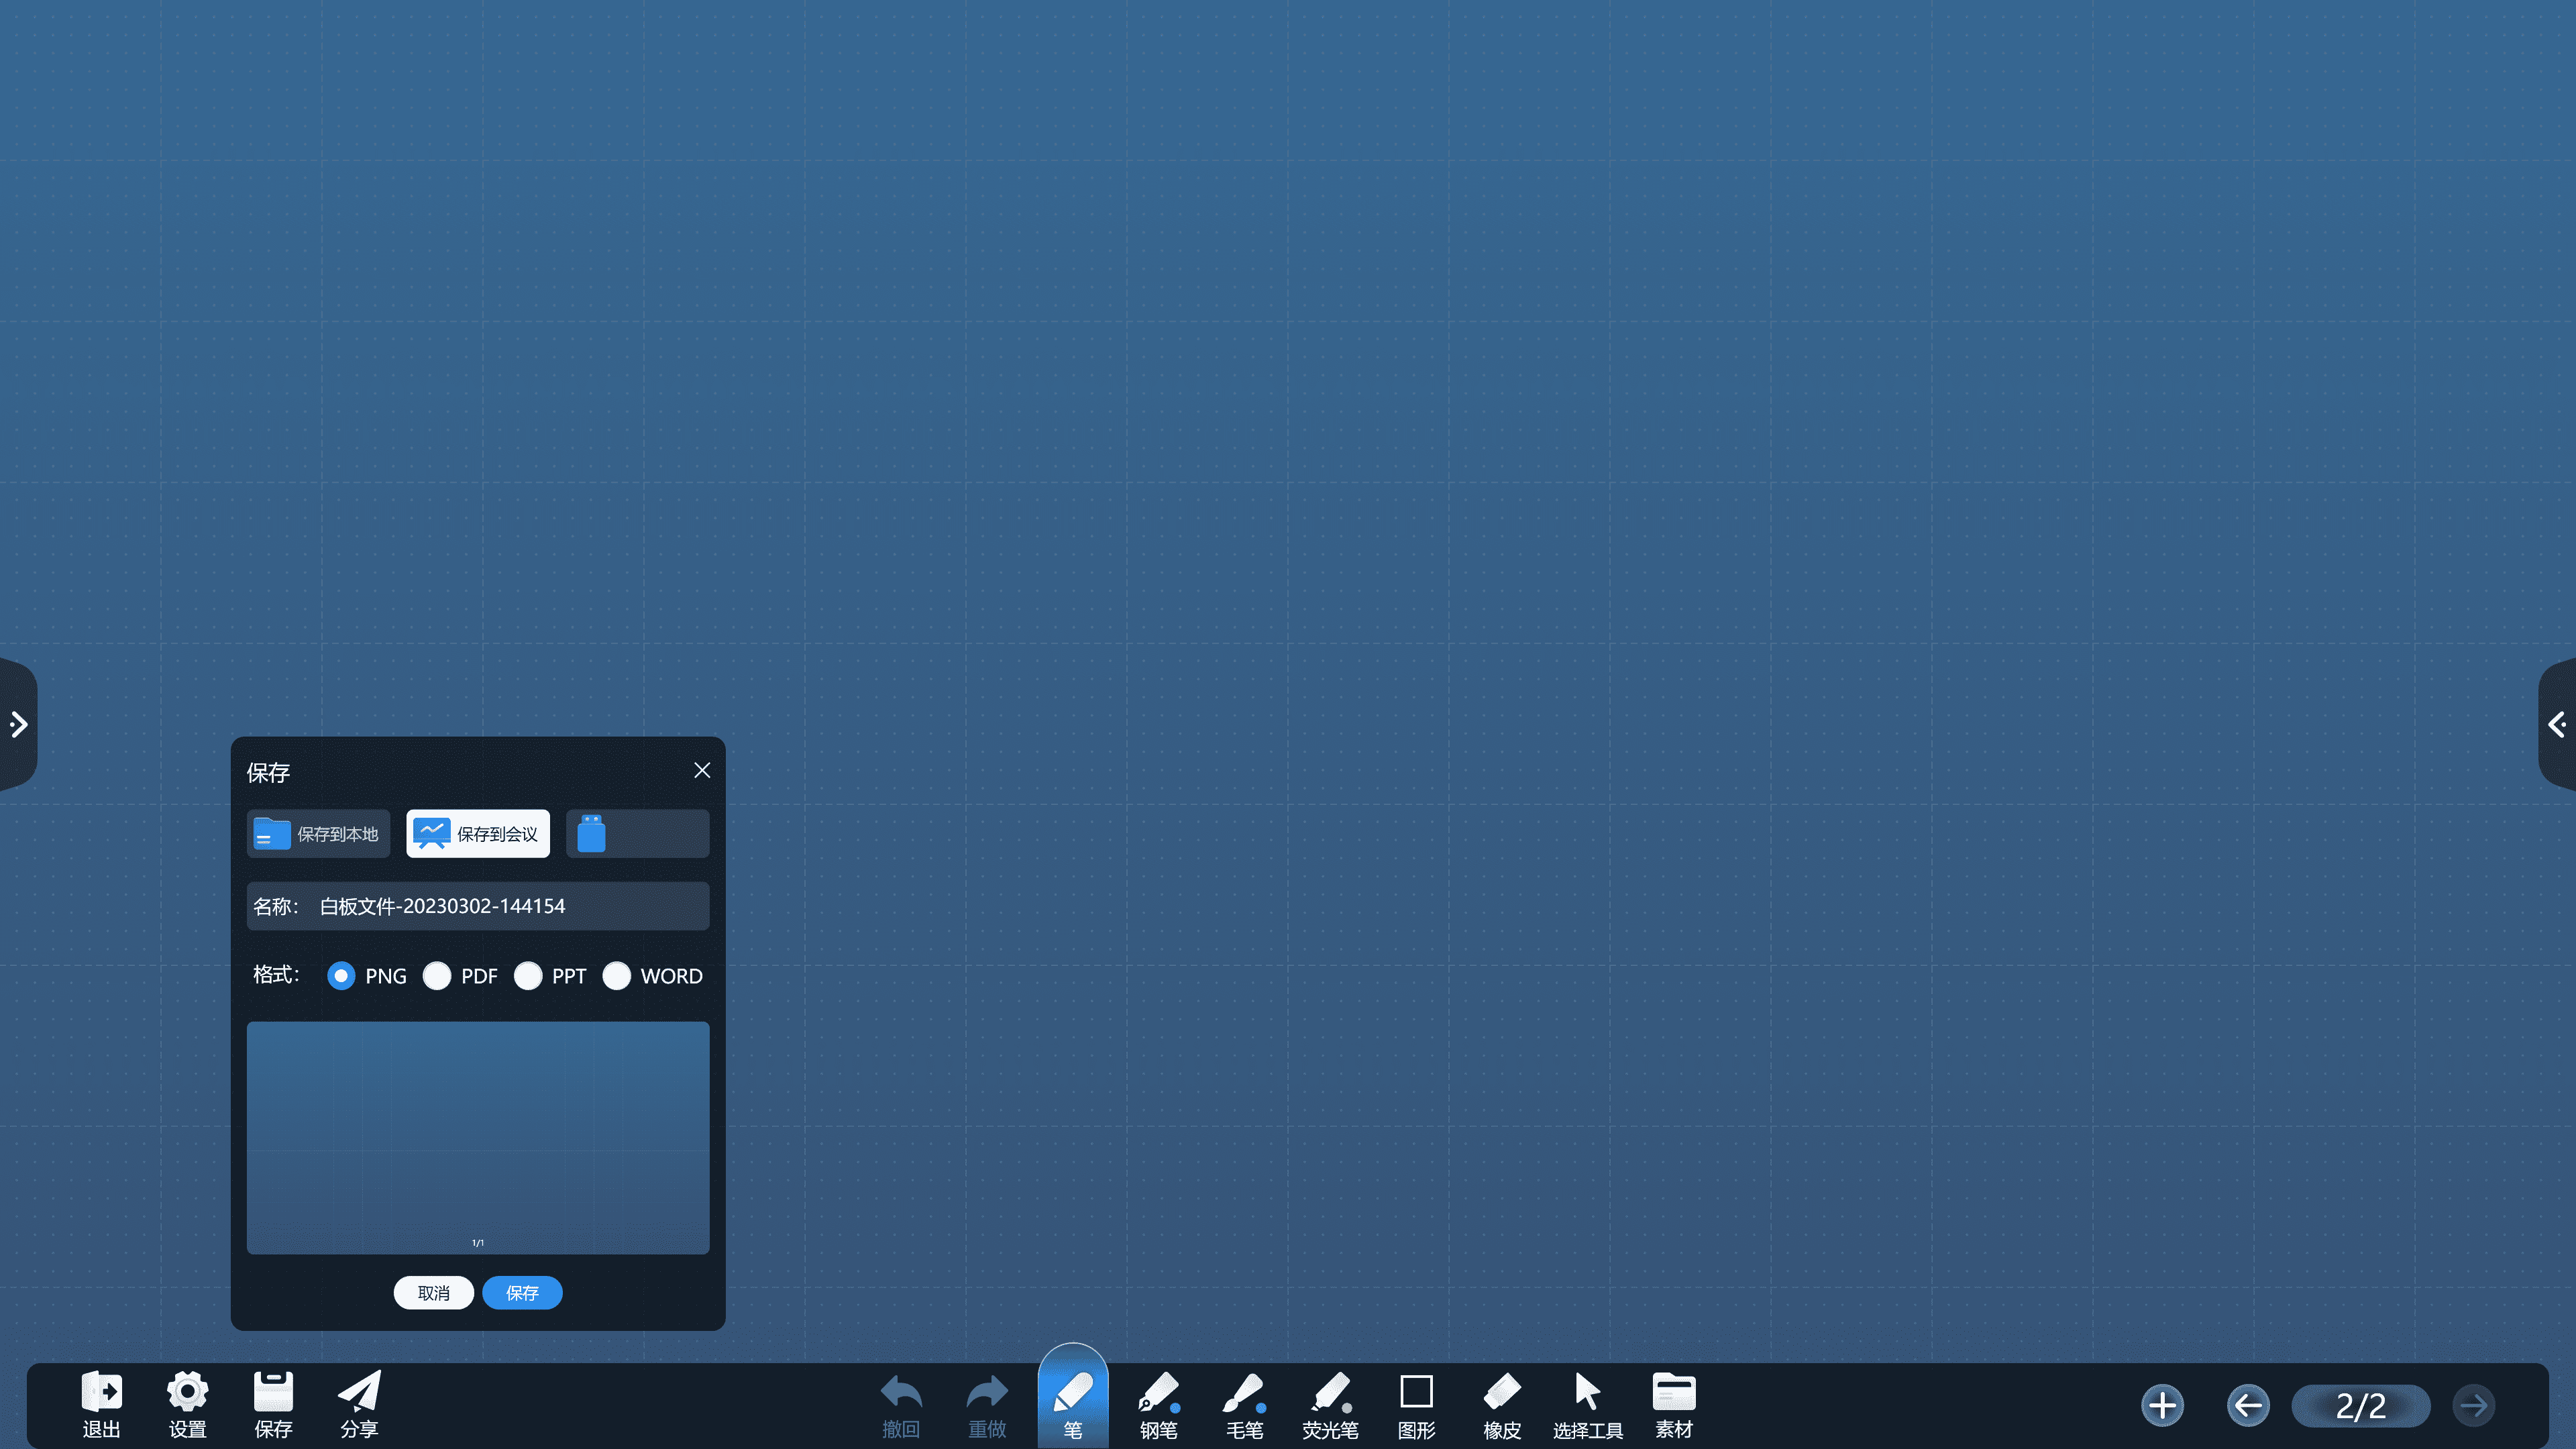 保存
保存到本地 保存到会议
名称: 白板文件-20230302-144154
格式: PNG PDF PPT WORD
1/1
取消 保存
退出 设置 保存 分享 撤回 重做 笔 钢笔 毛笔 荧光笔 图形 橡皮 选择工具 素材 2/2